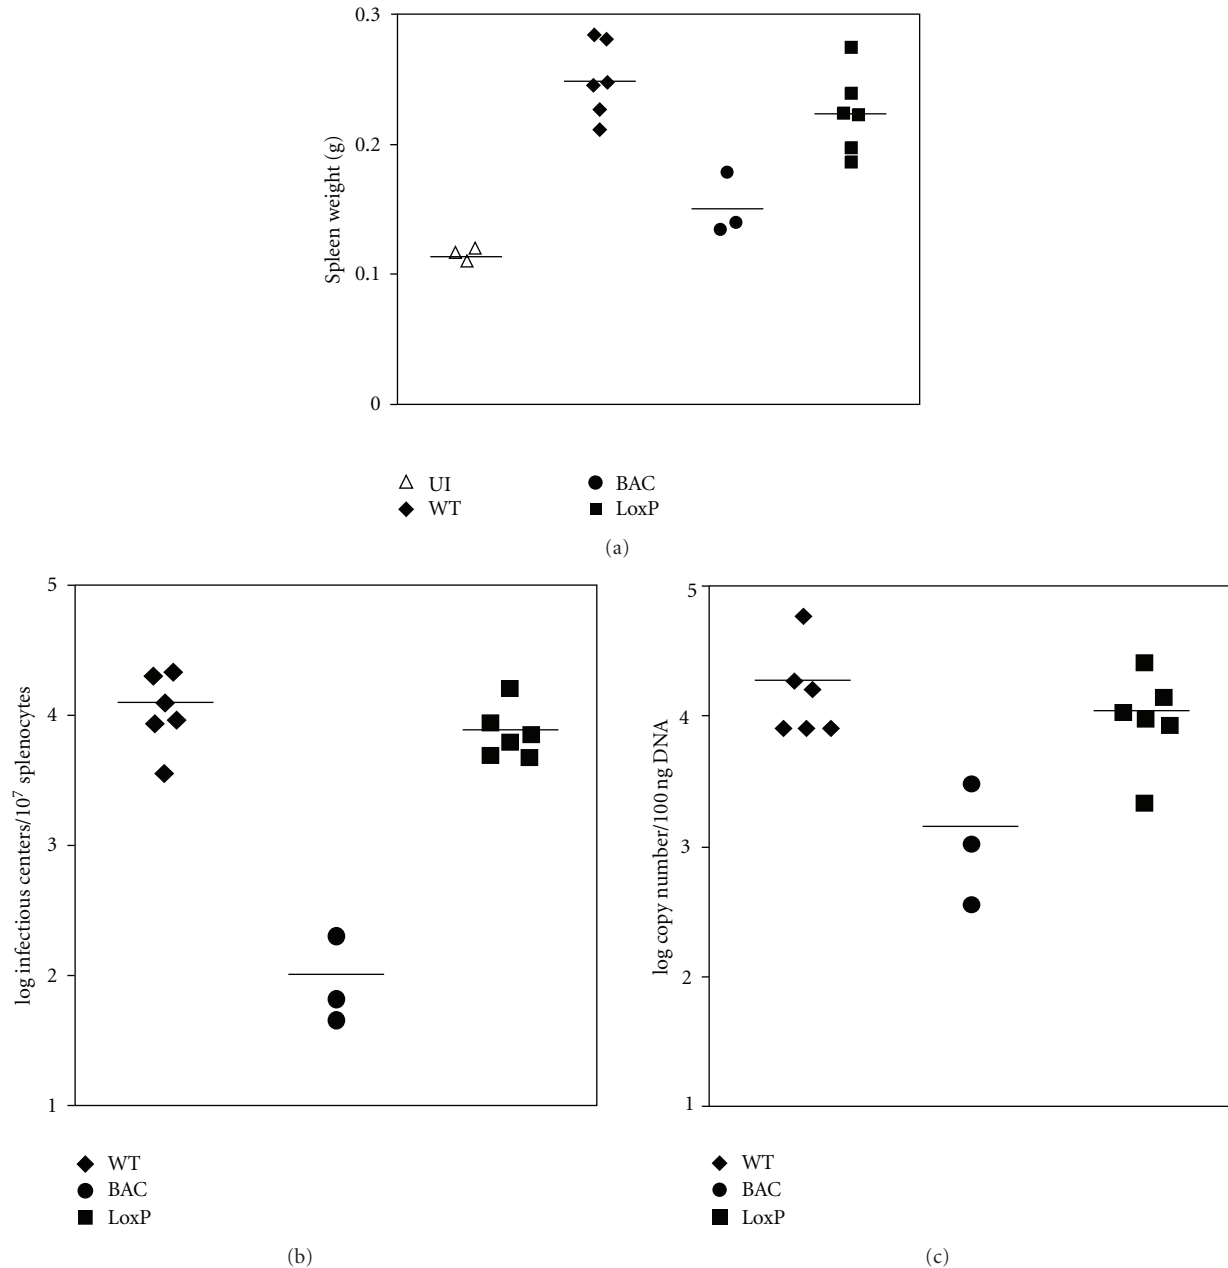 0.3
0.2
0.1
0
Spleen weight (g)
UI
BAC
WT
LoxP
(a)
5
4
3
2
1
log infectious centers/10⁷ splenocytes
WT
BAC
LoxP
(b)
5
4
3
2
1
log copy number/100 ng DNA
WT
BAC
LoxP
(c)